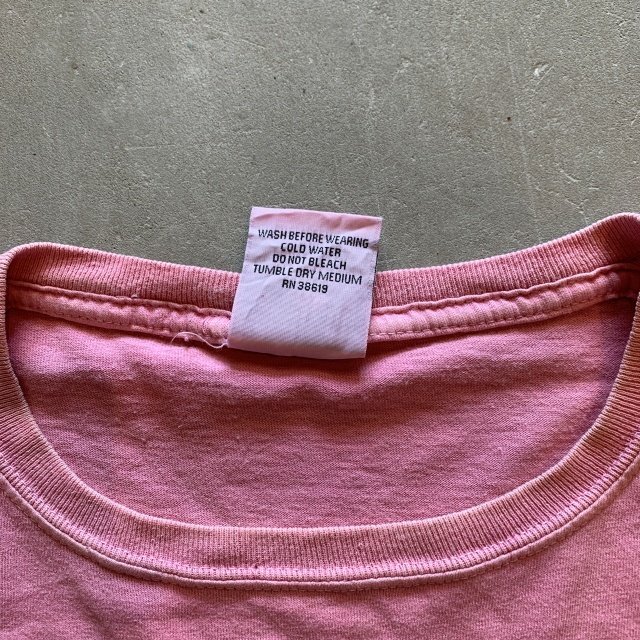 WASH BEFORE WEARING
COLD WATER
DO NOT BLEACH
TUMBLE DRY MEDIUM
RN 38619